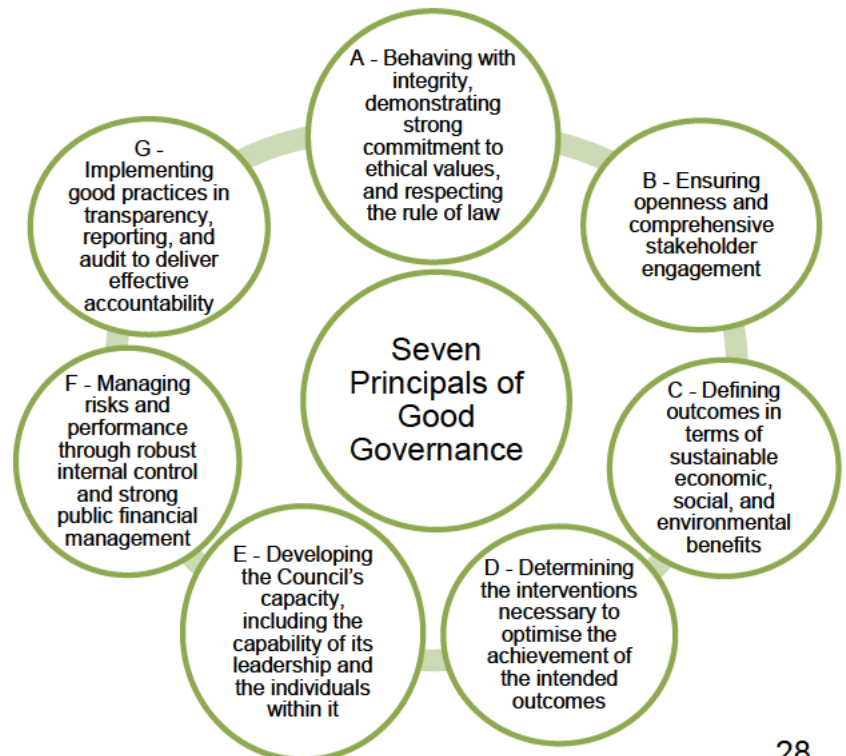 A - Behaving with
integrity,
demonstrating
strong
commitment to
ethical values,
and respecting
the rule of law
B - Ensuring
openness and
comprehensive
stakeholder
engagement
C - Defining
outcomes in
terms of
sustainable
economic,
social, and
environmental
benefits
D - Determining
the interventions
necessary to
optimise the
achievement of
the intended
outcomes
E - Developing
the Council's
capacity,
including the
capability of its
leadership and
the individuals
within it
F - Managing
risks and
performance
through robust
internal control
and strong
public financial
management
G -
Implementing
good practices in
transparency,
reporting, and
audit to deliver
effective
accountability
Seven
Principals of
Good
Governance
28